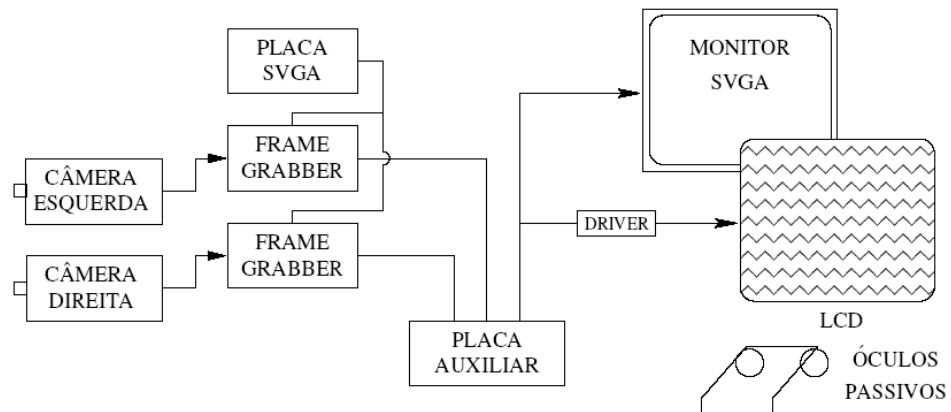 PLACA
SVGA
MONITOR
SVGA
FRAME
GRABBER
CÂMERA
ESQUERDA
FRAME
GRABBER
DRIVER
CÂMERA
DIREITA
LCD
PLACA
AUXILIAR
ÓCULOS
PASSIVOS